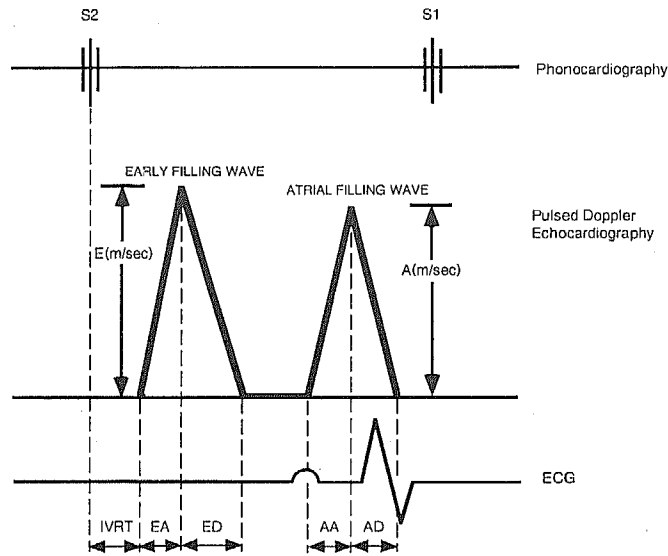 S2
S1
Phonocardiography
EARLY FILLING WAVE
ATRIAL FILLING WAVE
Pulsed Doppler
Echocardiography
E(m/sec)
A(m/sec)
ECG
IVRT
EA
ED
AA
AD